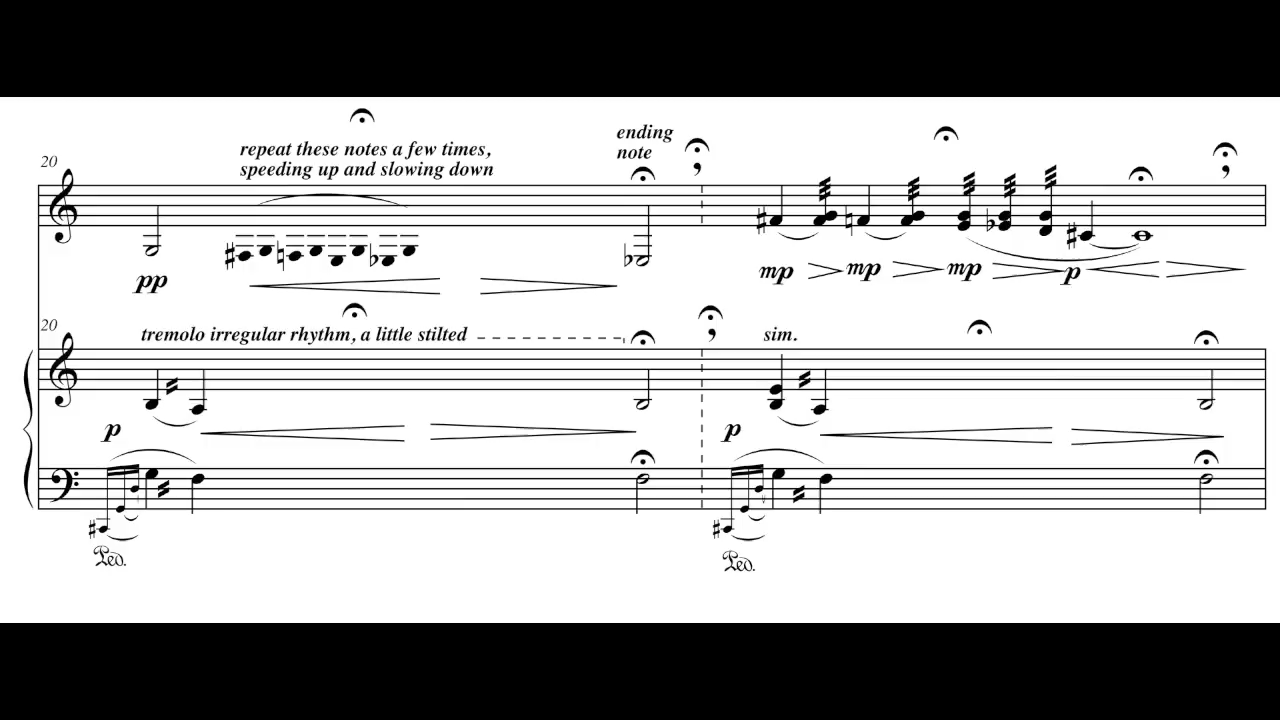 20
repeat these notes a few times,
speeding up and slowing down
ending
note
pp
mp
mp
mp
p
20
tremolo irregular rhythm, a little stilted
sim.
p
p
Ped.
Ped.